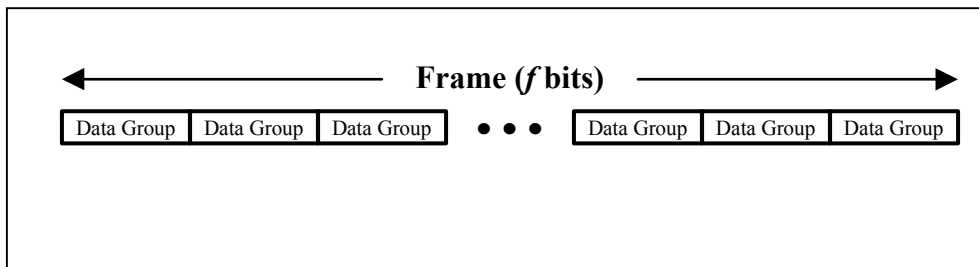 Frame (f bits)
Data Group Data Group Data Group • • • Data Group Data Group Data Group